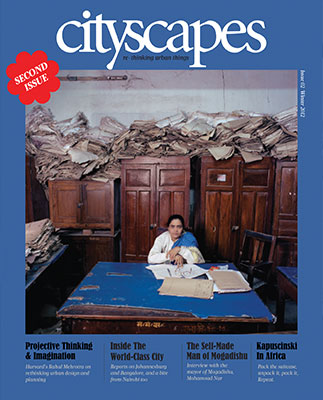 cityscapes
re-thinking urban things
SECOND
ISSUE
Issue 02 Winter 2012
Projective Thinking
& Imagination
Harvard's Rahul Mehrotra on
rethinking urban design and
planning
Inside The
World-Class City
Reports on Johannesburg
and Bangalore, and a bite
from Nairobi too
The Self-Made
Man of Mogadishu
Interview with the
mayor of Mogadishu,
Mohamoud Nur
Kapuscinski
In Africa
Pack the suitcase,
unpack it, pack it,
Repeat.